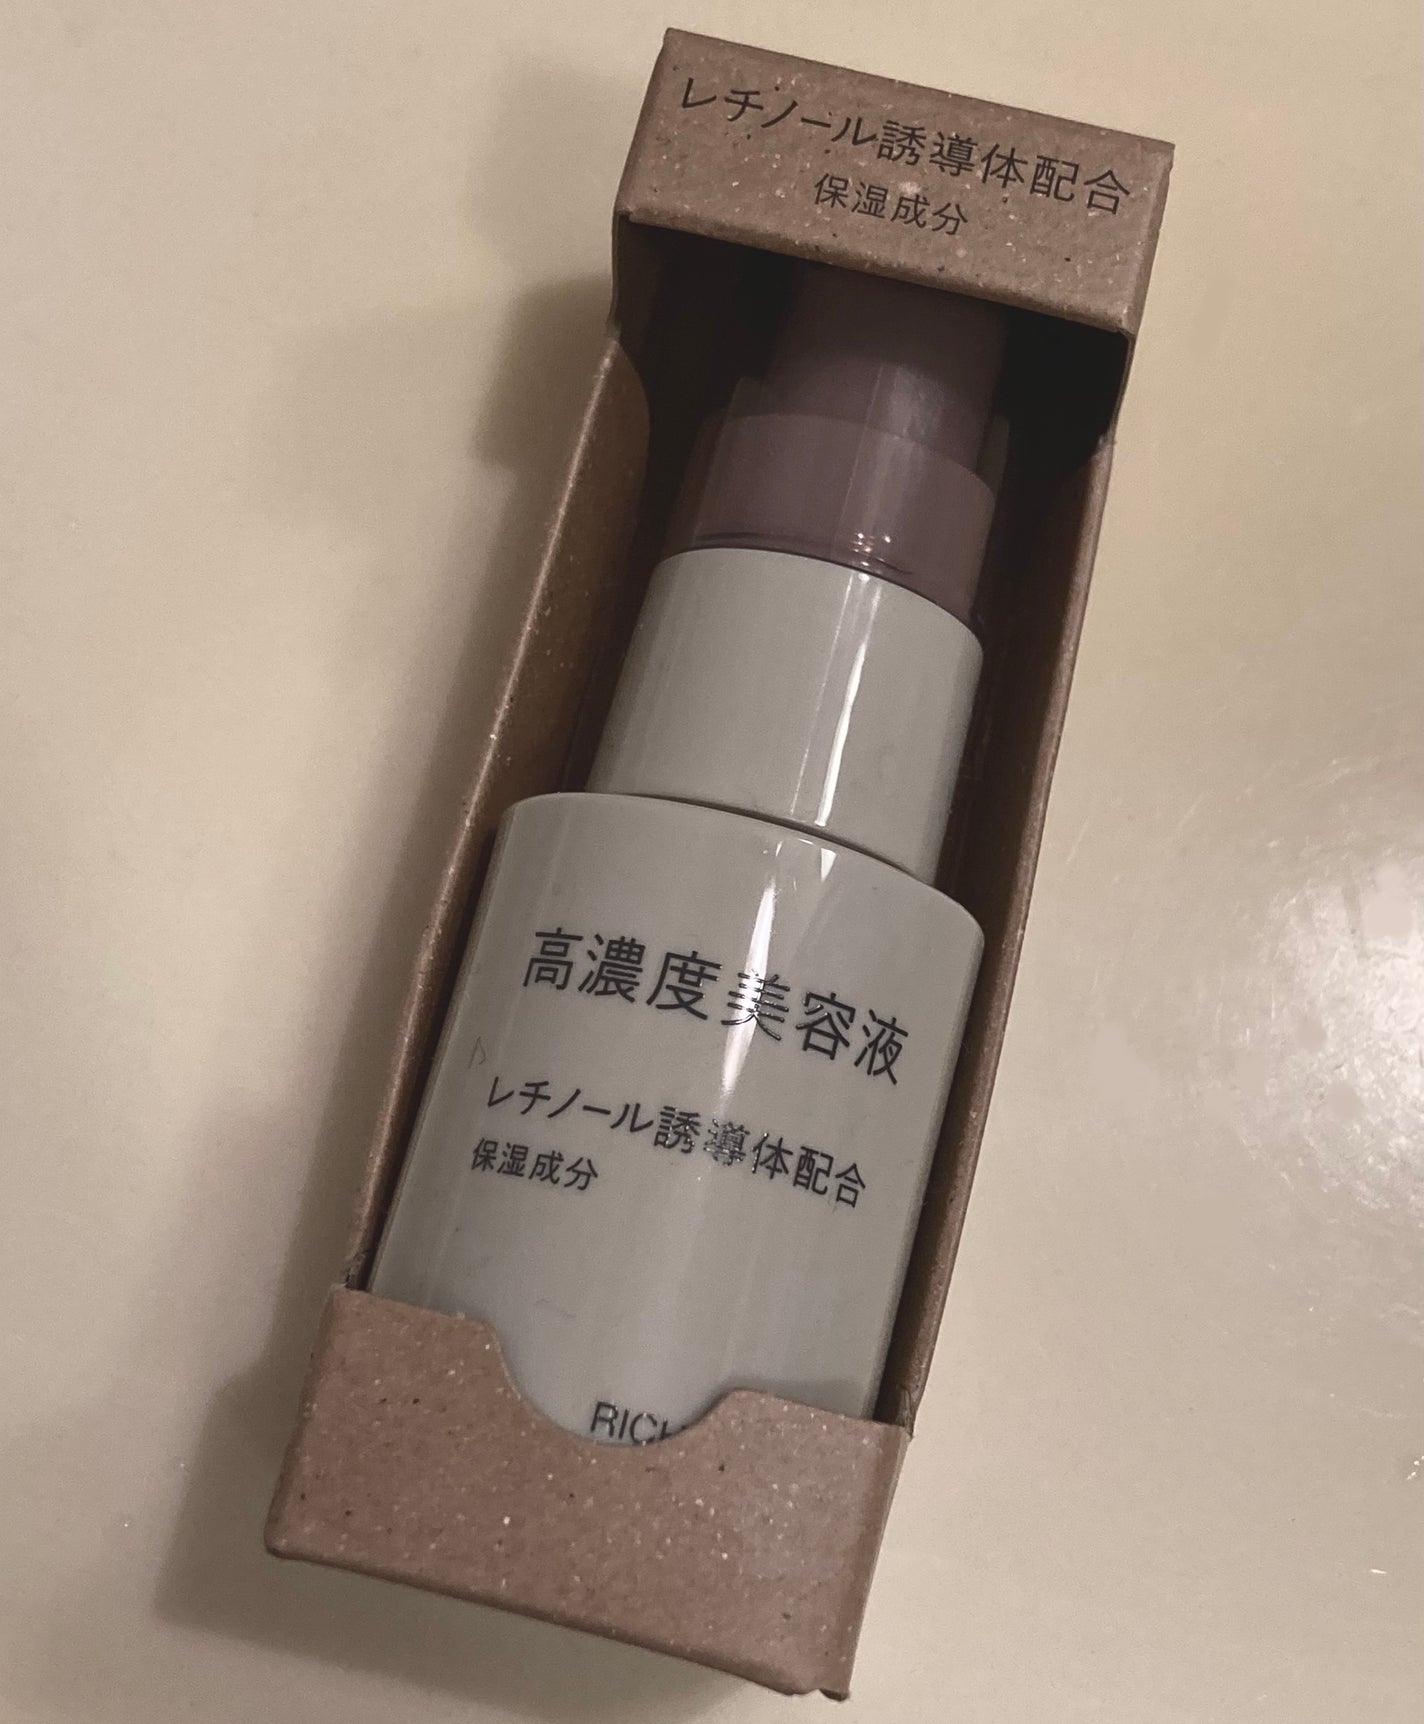 レチノール誘導体配合
保湿成分
高濃度美容液
レチノール誘導体配合
保湿成分
RICH